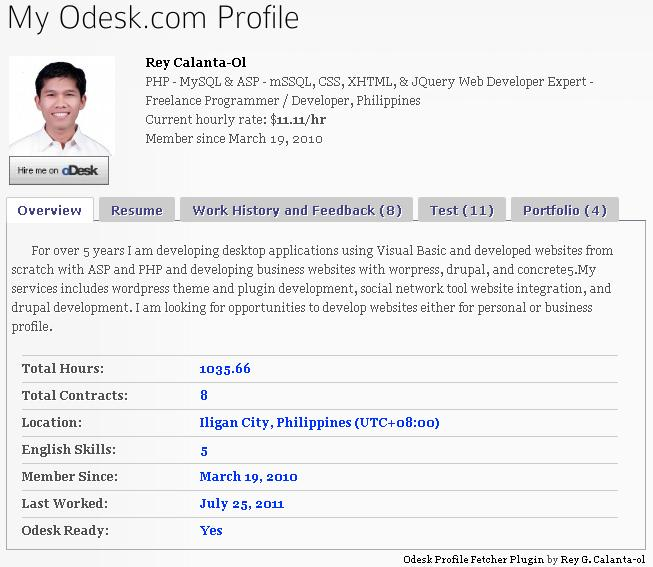 My Odesk.com Profile
Rey Calanta-Ol
PHP - MySQL & ASP - mSSQL, CSS, XHTML, & JQuery Web Developer Expert -
Freelance Programmer / Developer, Philippines
Current hourly rate: $11.11/hr
Member since March 19, 2010
Hire me on oDesk
Overview Resume Work History and Feedback (8) Test (11) Portfolio (4)
For over 5 years I am developing desktop applications using Visual Basic and developed websites from
scratch with ASP and PHP and developing business websites with worpress, drupal, and concrete5.My
services includes wordpress theme and plugin development, social network tool website integration, and
drupal development. I am looking for opportunities to develop websites either for personal or business
profile.
Total Hours: 1035.66
Total Contracts: 8
Location: Iligan City, Philippines (UTC+08:00)
English Skills: 5
Member Since: March 19, 2010
Last Worked: July 25, 2011
Odesk Ready: Yes
Odesk Profile Fetcher Plugin by Rey G. Calanta-ol